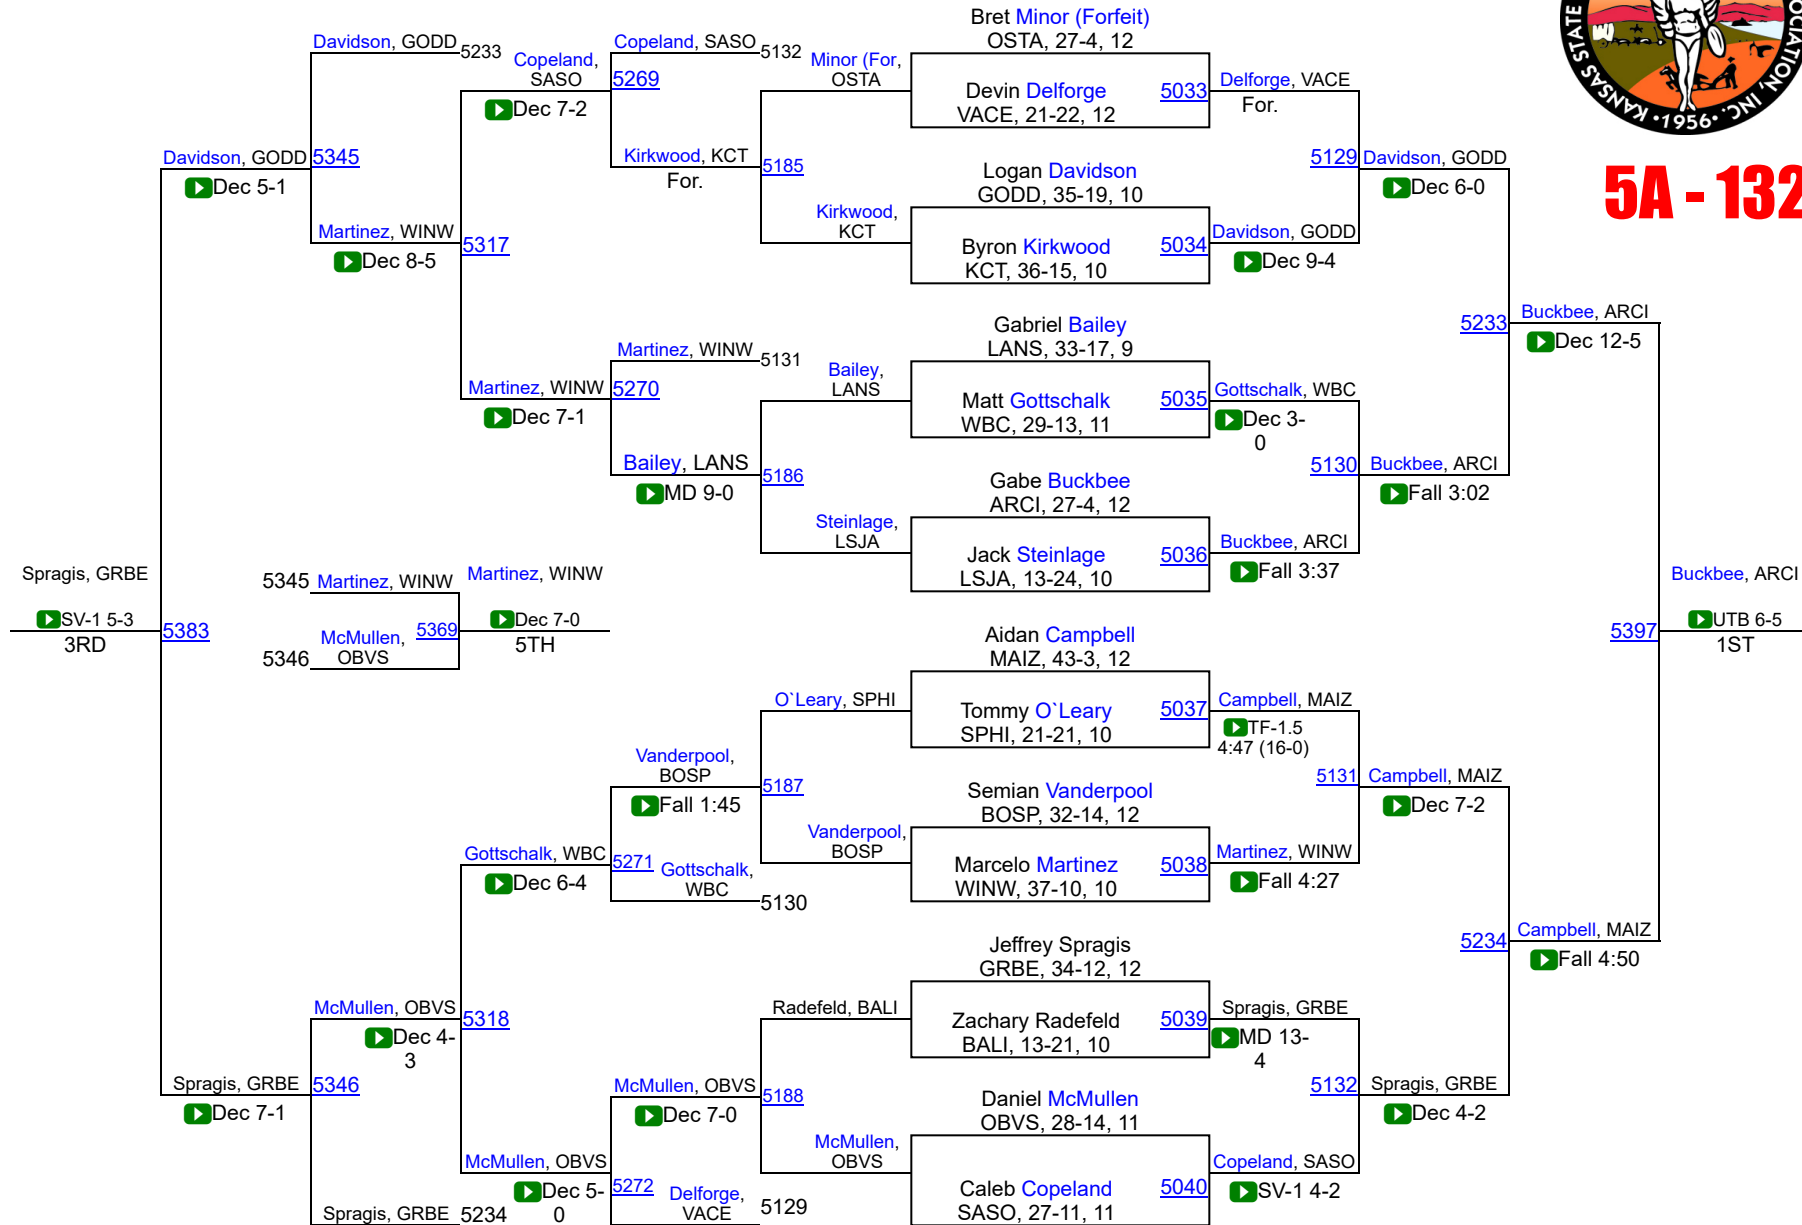 Bret Minor (Forfeit)
OSTA, 27-4, 12
Devin Delforge
VACE, 21-22, 12
5033
Logan Davidson
GODD, 35-19, 10
Byron Kirkwood
KCT, 36-15, 10
5034
Gabriel Bailey
LANS, 33-17, 9
Matt Gottschalk
WBC, 29-13, 11
5035
Gabe Buckbee
ARCI, 27-4, 12
Jack Steinlage
LSJA, 13-24, 10
5036
Aidan Campbell
MAIZ, 43-3, 12
Tommy O`Leary
SPHI, 21-21, 10
5037
Semian Vanderpool
BOSP, 32-14, 12
Marcelo Martinez
WINW, 37-10, 10
5038
Jeffrey Spragis
GRBE, 34-12, 12
Zachary Radefeld
BALI, 13-21, 10
5039
Daniel McMullen
OBVS, 28-14, 11
Caleb Copeland
SASO, 27-11, 11
5040
Delforge, VACE
For.
5129
Davidson, GODD
Dec 9-4
Gottschalk, WBC
Dec 3-
0
5130
Buckbee, ARCI
Fall 3:37
Campbell, MAIZ
TF-1.5
4:47 (16-0)
5131
Martinez, WINW
Fall 4:27
Spragis, GRBE
MD 13-
4
5132
Copeland, SASO
SV-1 4-2
Davidson, GODD
Dec 6-0
5233
Buckbee, ARCI
Fall 3:02
Campbell, MAIZ
Dec 7-2
5234
Spragis, GRBE
Dec 4-2
Buckbee, ARCI
Dec 12-5
5397
Campbell, MAIZ
Fall 4:50
Buckbee, ARCI
UTB 6-5
1ST
KANSAS STATE
OCIATION, INC.
•1956•
5A - 132
Minor (For,
OSTA
5185
Kirkwood,
KCT
Bailey,
LANS
5186
Steinlage,
LSJA
O`Leary, SPHI
5187
Vanderpool,
BOSP
Radefeld, BALI
5188
McMullen,
OBVS
Copeland, SASO
5132
5269
Kirkwood, KCT
For.
Martinez, WINW
5131
5270
Bailey, LANS
MD 9-0
Vanderpool,
BOSP
Fall 1:45
5271
Gottschalk,
WBC
5130
McMullen, OBVS
Dec 7-0
5272
Delforge,
VACE
5129
Copeland,
SASO
Dec 7-2
5317
Martinez, WINW
Dec 7-1
Gottschalk, WBC
Dec 6-4
5318
McMullen, OBVS
Dec 5-
0
Davidson, GODD
5233
5345
Martinez, WINW
Dec 8-5
McMullen, OBVS
Dec 4-
3
5346
Spragis, GRBE
5234
Davidson, GODD
Dec 5-1
5383
Spragis, GRBE
Dec 7-1
Spragis, GRBE
SV-1 5-3
3RD
5345
Martinez, WINW
5369
5346
McMullen,
OBVS
Martinez, WINW
Dec 7-0
5TH